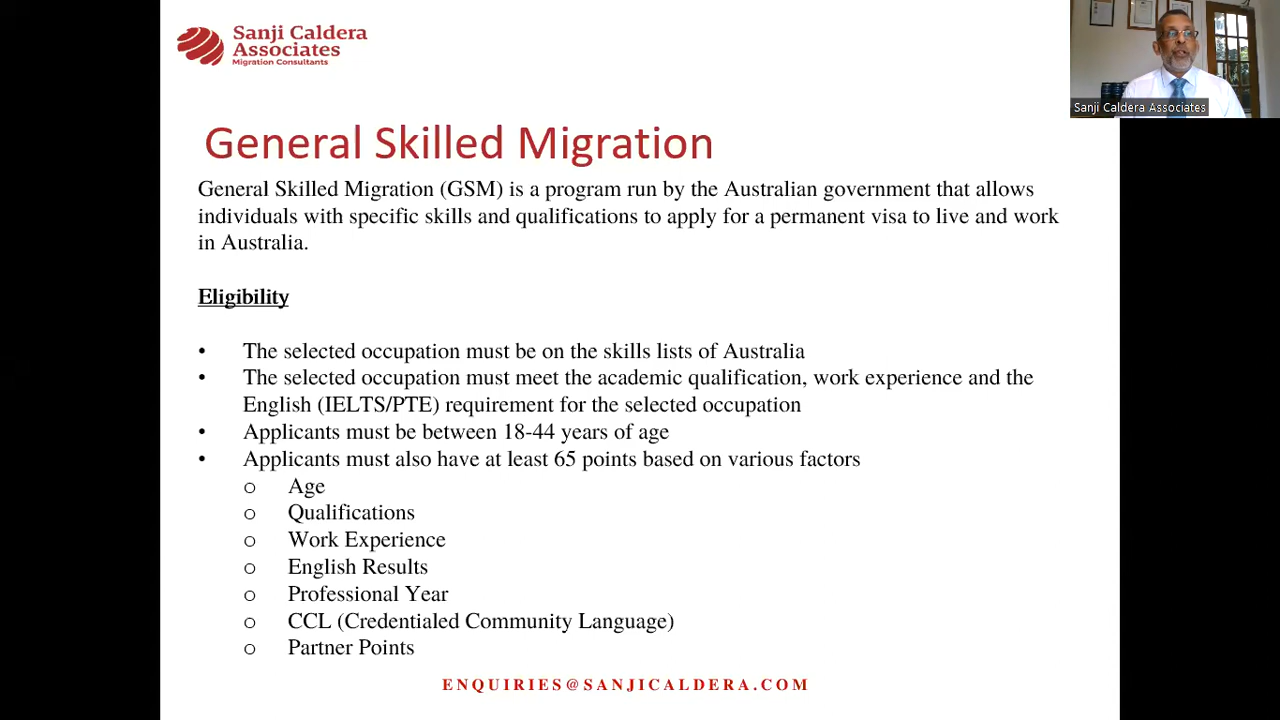 Sanji Caldera
Associates
Migration Consultants
Sanji Caldera Associates
General Skilled Migration
General Skilled Migration (GSM) is a program run by the Australian government that allows
individuals with specific skills and qualifications to apply for a permanent visa to live and work
in Australia.
Eligibility
• The selected occupation must be on the skills lists of Australia
• The selected occupation must meet the academic qualification, work experience and the
English (IELTS/PTE) requirement for the selected occupation
• Applicants must be between 18-44 years of age
• Applicants must also have at least 65 points based on various factors
o Age
o Qualifications
o Work Experience
o English Results
o Professional Year
o CCL (Credentialed Community Language)
o Partner Points
ENQUIRIES@SANJICALDERA.COM